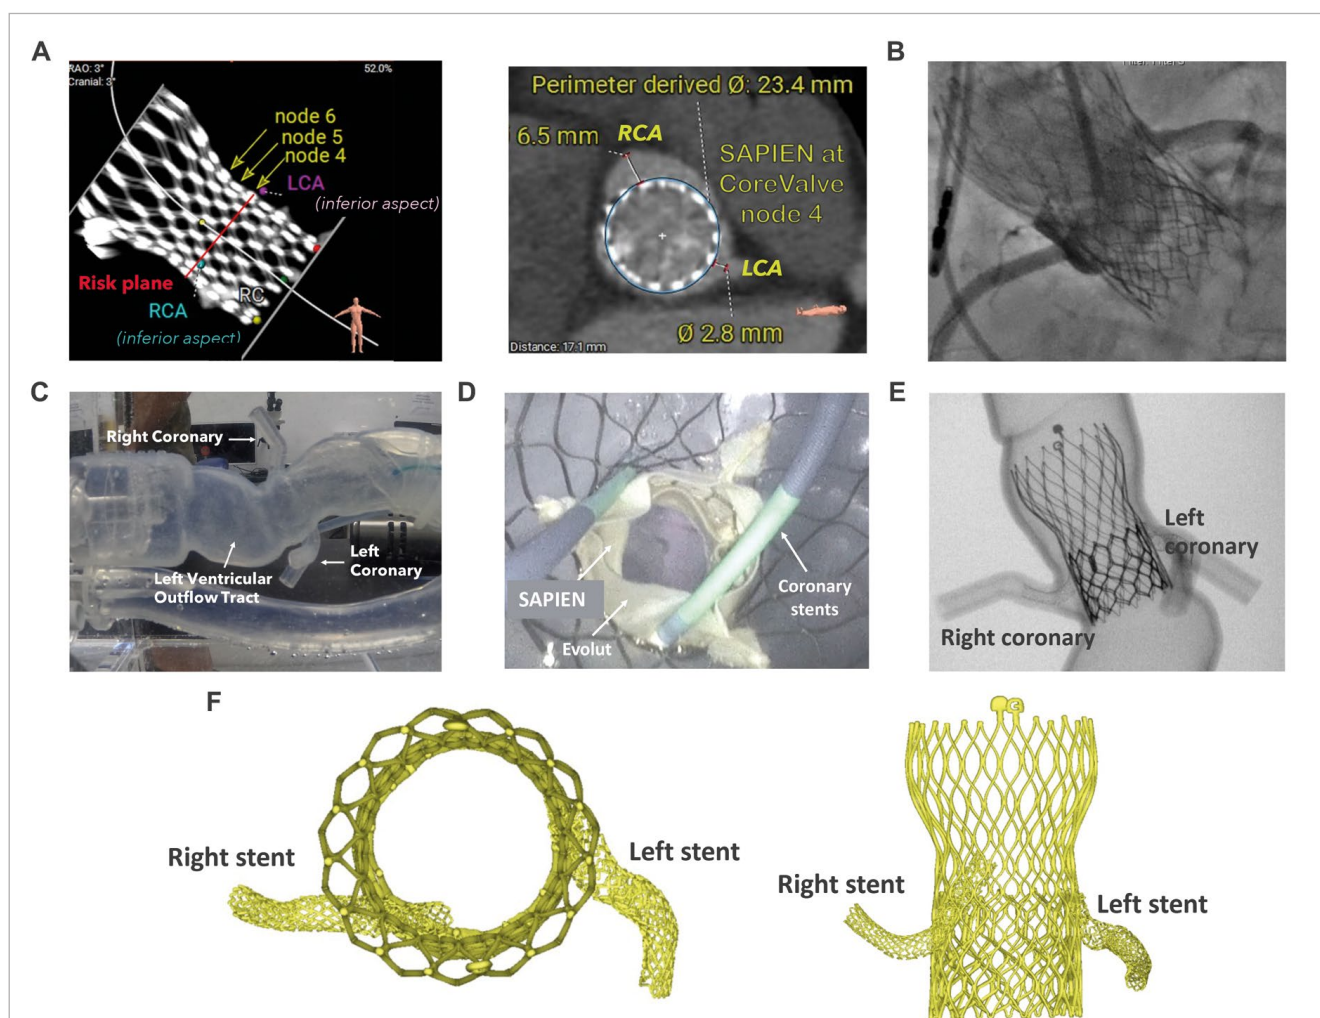 A
RAO: 3°
Cranial: 3°
52.0%
node 6
node 5
node 4
LCA
(inferior aspect)
Risk plane
RC
RCA
(inferior aspect)
Perimeter derived Ø: 23.4 mm
6.5 mm
RCA
SAPIEN at
CoreValve
node 4
LCA
Ø 2.8 mm
Distance: 17.1 mm
B
C
Right Coronary
Left
Coronary
Left Ventricular
Outflow Tract
D
SAPIEN
Evolut
Coronary
stents
E
Left
coronary
Right coronary
F
Right stent
Left stent
Right stent
Left stent
C